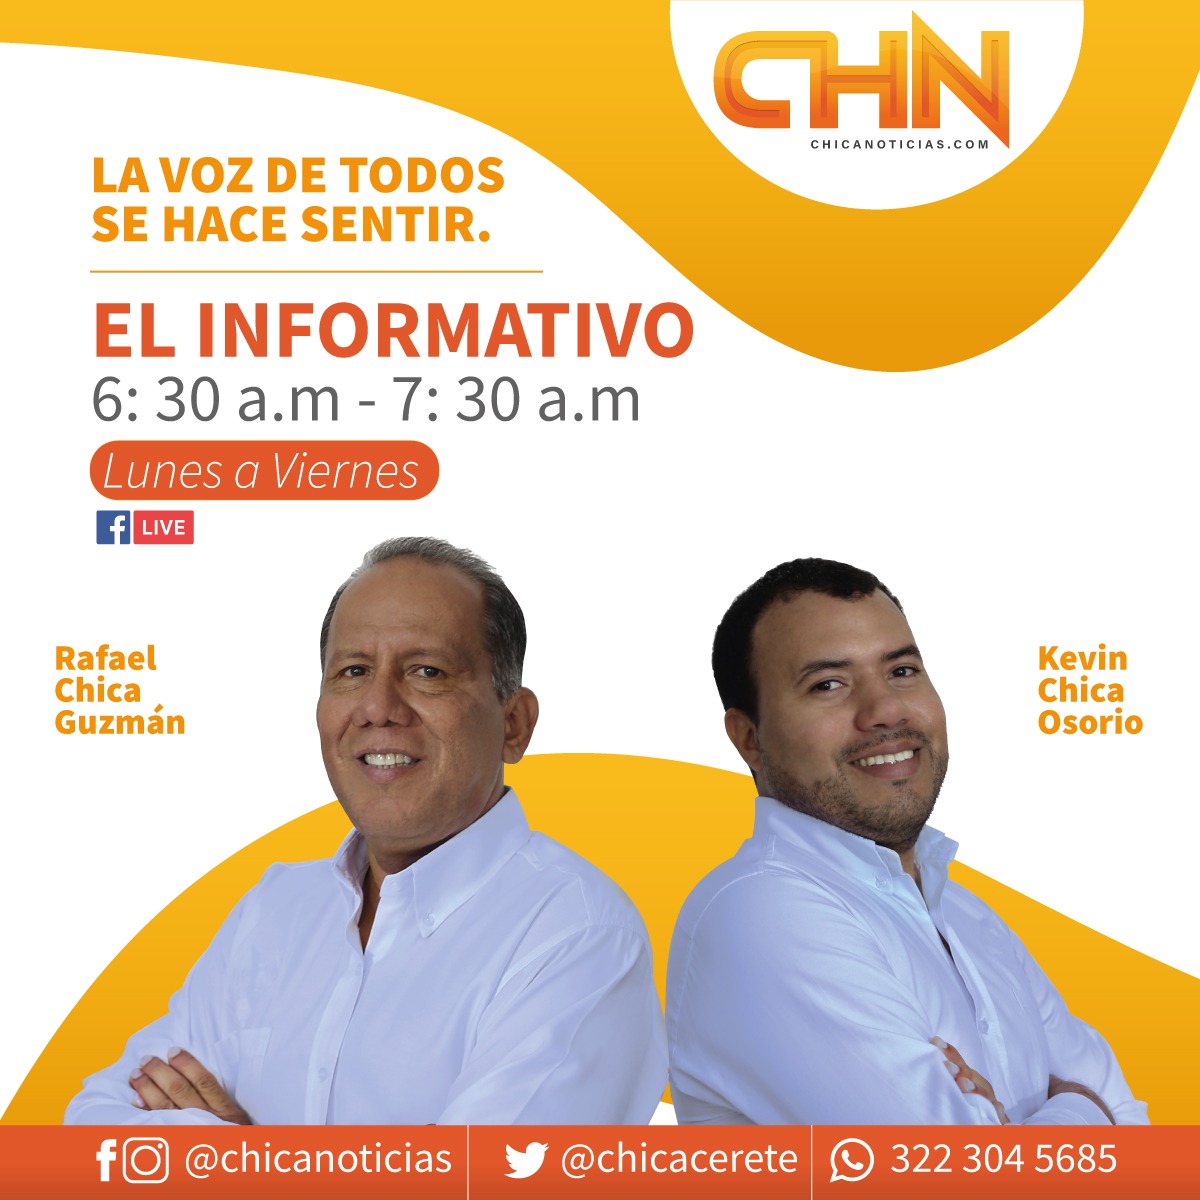 CHN
CHICANOTICIAS.COM
LA VOZ DE TODOS
SE HACE SENTIR.
EL INFORMATIVO
6: 30 a.m - 7: 30 a.m
Lunes a Viernes
f LIVE
Rafael
Chica
Guzmán
Kevin
Chica
Osorio
@chicanoticias
@chicacerete
322 304 5685